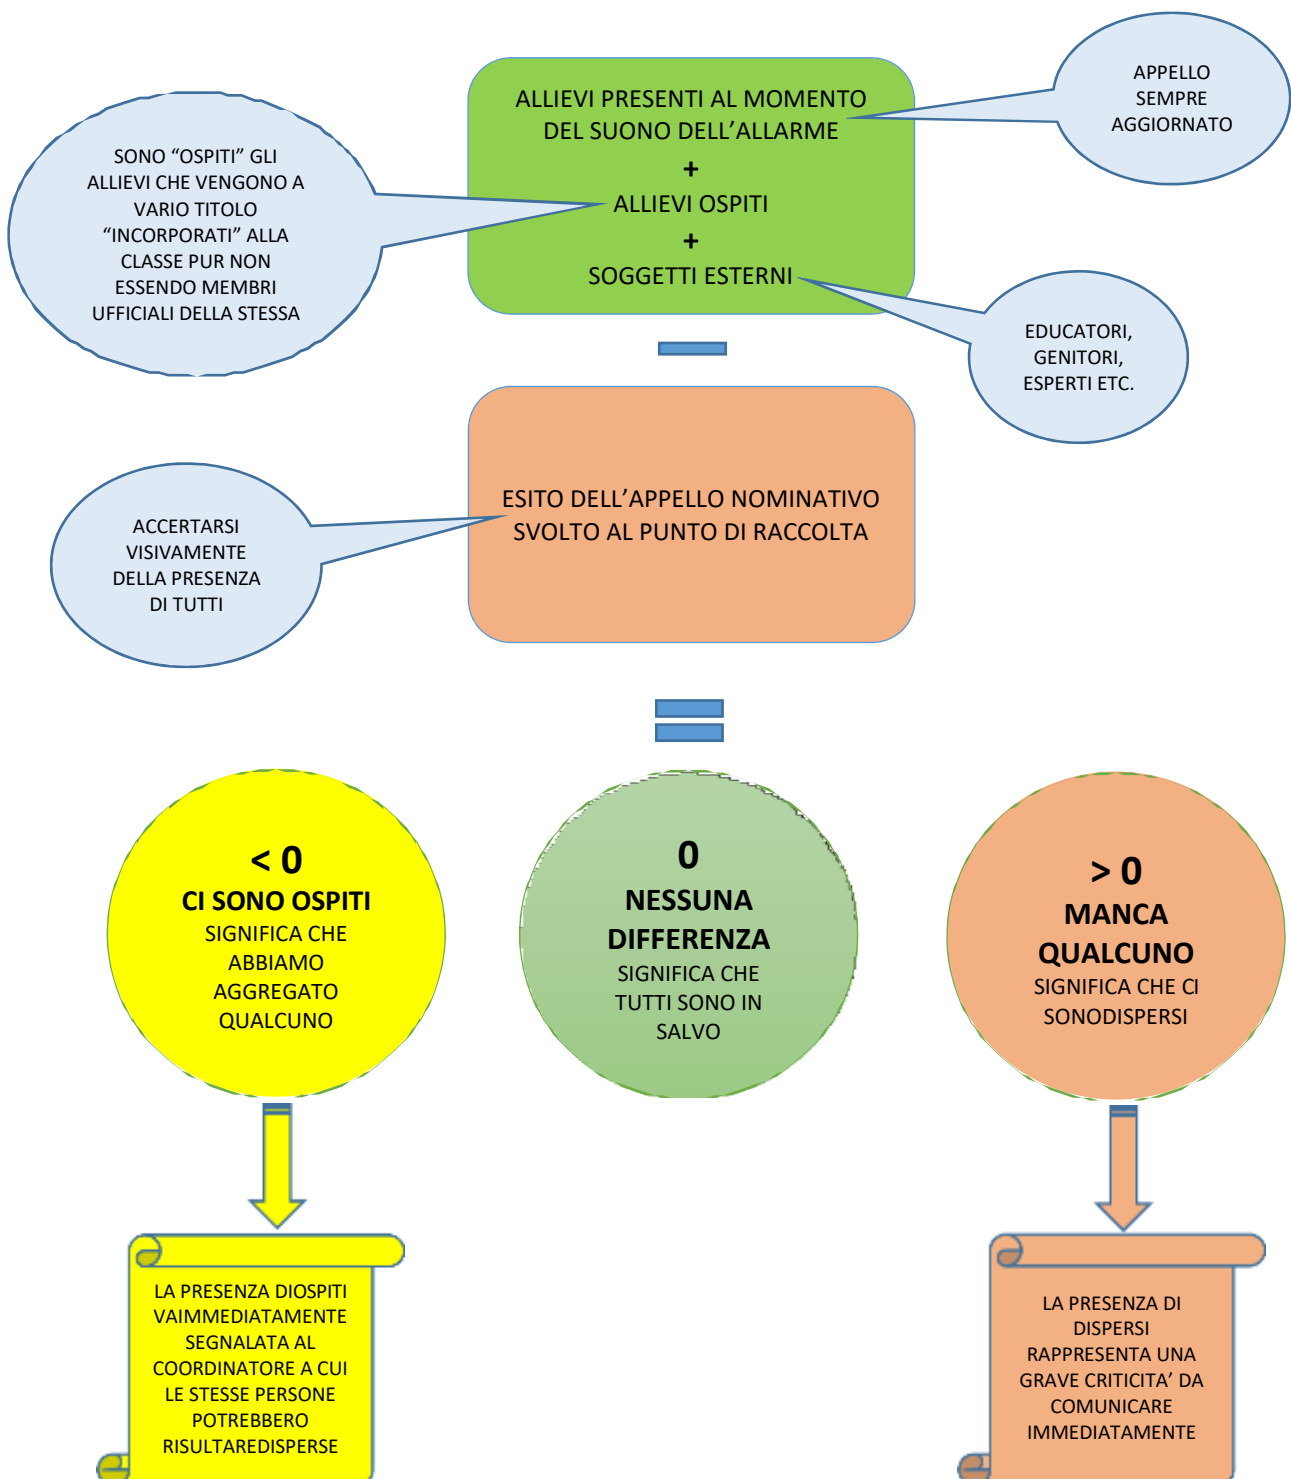 APPELLO
SEMPRE
AGGIORNATO
ALLIEVI PRESENTI AL MOMENTO
DEL SUONO DELL’ALLARME
+
ALLIEVI OSPITI
+
SOGGETTI ESTERNI
SONO “OSPITI” GLI
ALLIEVI CHE VENGONO A
VARIO TITOLO
“INCORPORATI” ALLA
CLASSE PUR NON
ESSENDO MEMBRI
UFFICIALI DELLA STESSA
EDUCATORI,
GENITORI,
ESPERTI ETC.
ESITO DELL’APPELLO NOMINATIVO
SVOLTO AL PUNTO DI RACCOLTA
ACCERTARSI
VISIVAMENTE
DELLA PRESENZA
DI TUTTI
< 0
CI SONO OSPITI
SIGNIFICA CHE
ABBIAMO
AGGREGATO
QUALCUNO
0
NESSUNA
DIFFERENZA
SIGNIFICA CHE
TUTTI SONO IN
SALVO
> 0
MANCA
QUALCUNO
SIGNIFICA CHE CI
SONODISPERSI
LA PRESENZA DIOSPITI
VAIMMEDIATAMENTE
SEGNALATA AL
COORDINATORE A CUI
LE STESSE PERSONE
POTREBBERO
RISULTAREDISPERSE
LA PRESENZA DI
DISPERSI
RAPPRESENTA UNA
GRAVE CRITICITA’ DA
COMUNICARE
IMMEDIATAMENTE